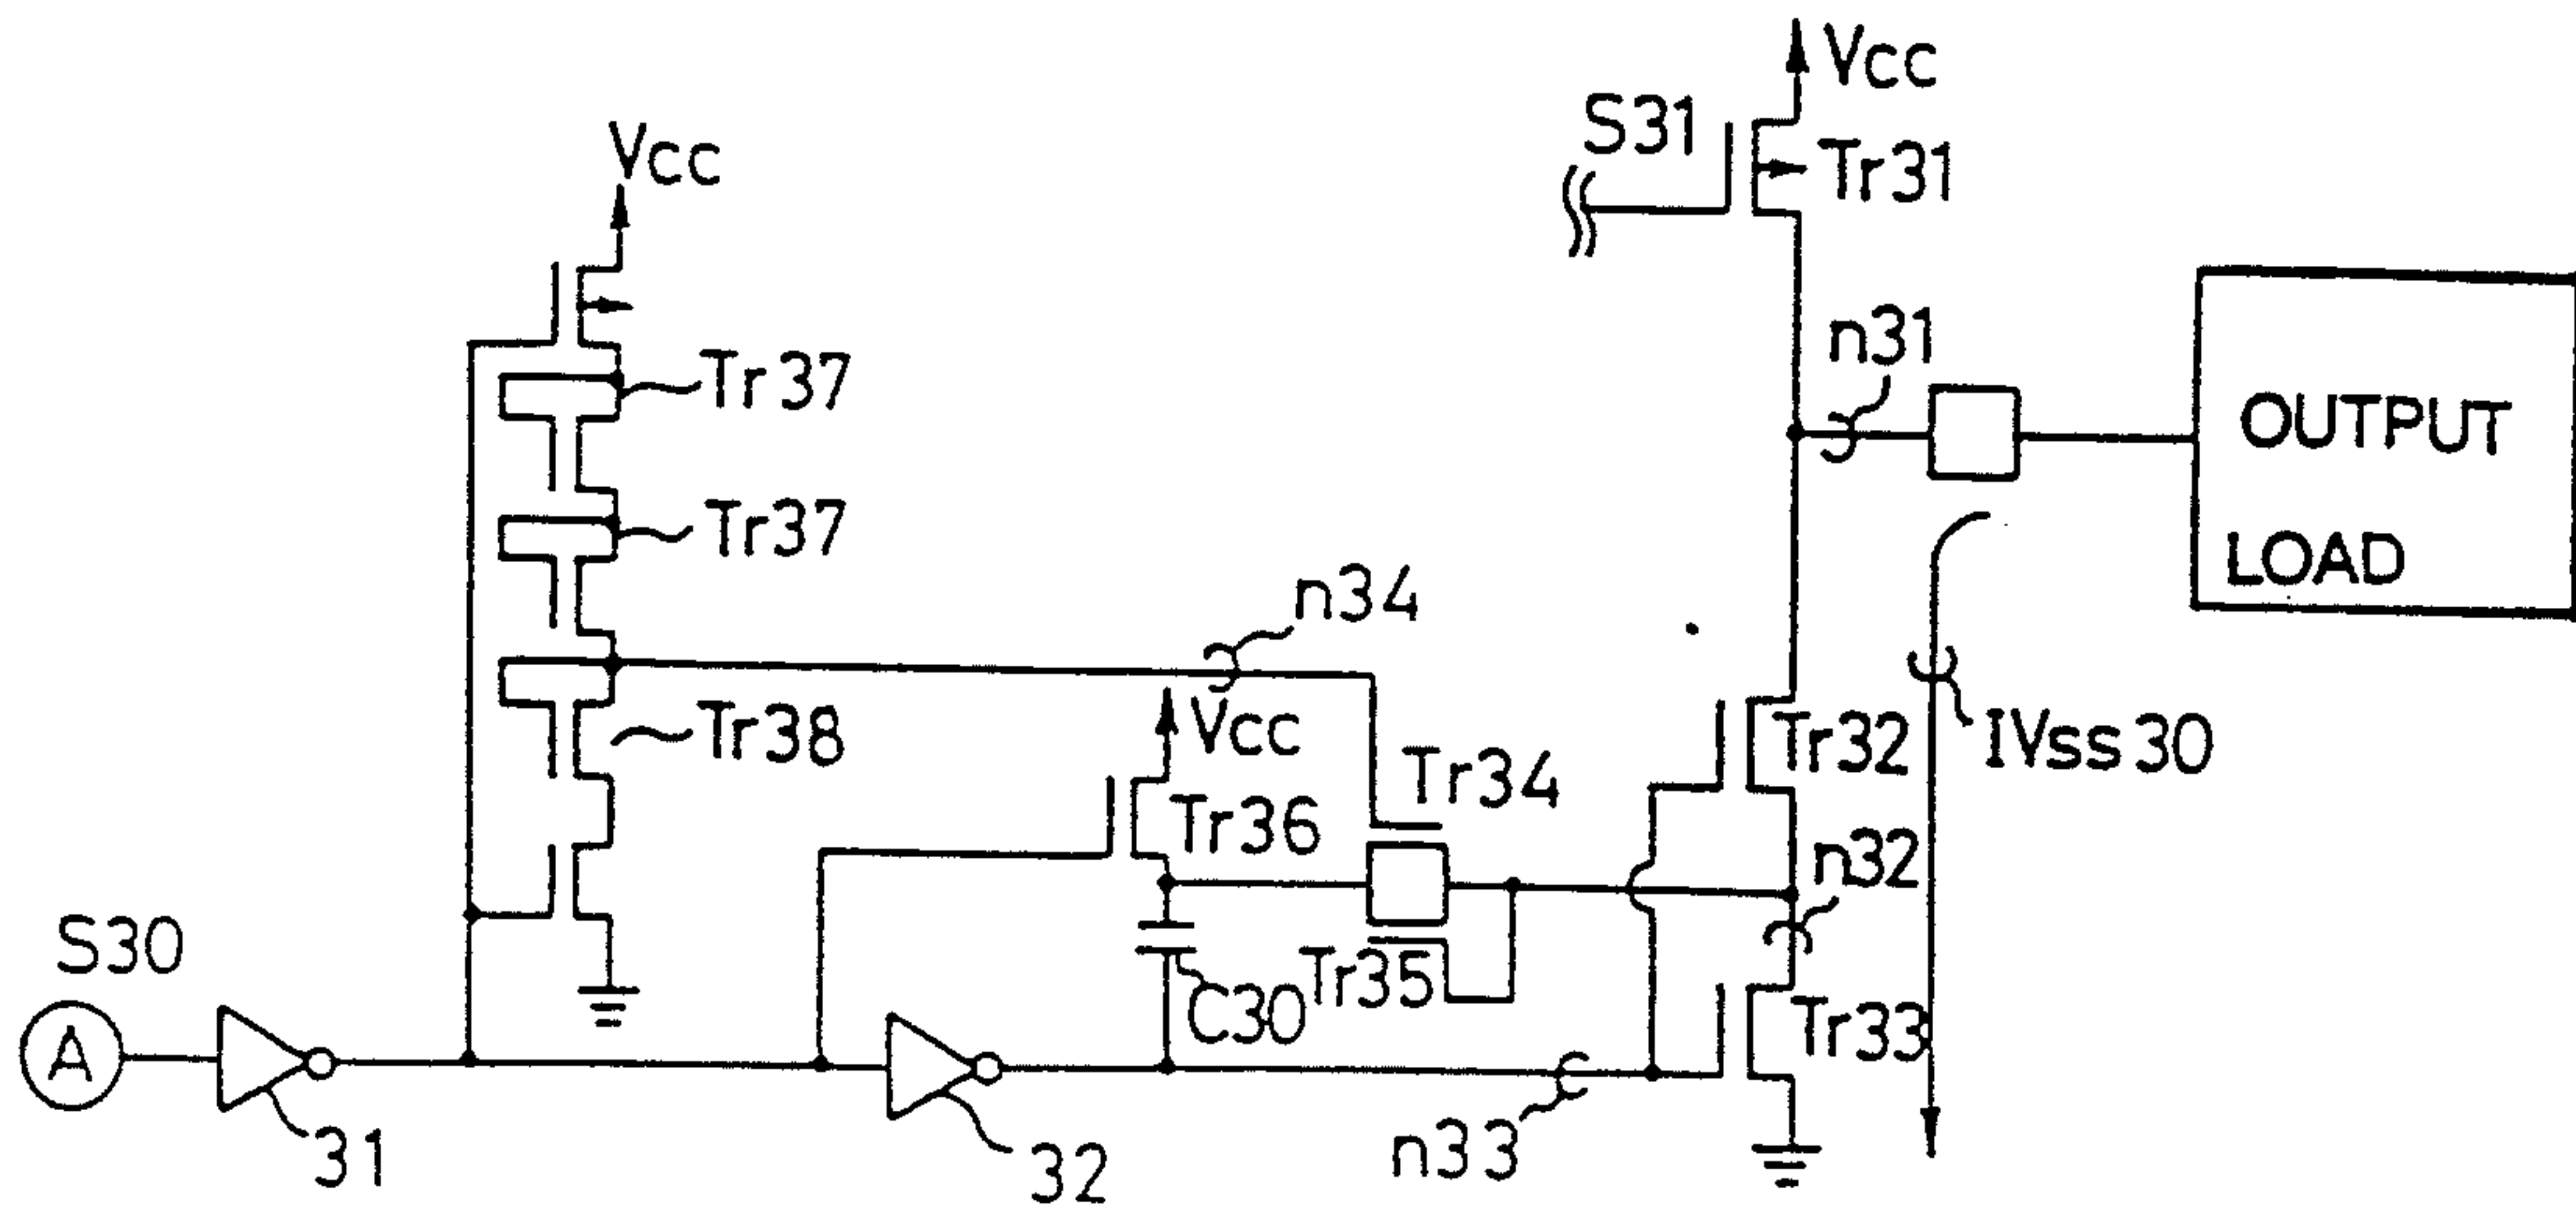 Vcc
S31
Tr31
Vcc
n31
Tr37
OUTPUT
LOAD
Tr37
n34
Tr38
Vcc
Tr34
Tr32
IVss30
Tr36
n32
S30
Tr35
C30
Tr33
A
31
32
n33